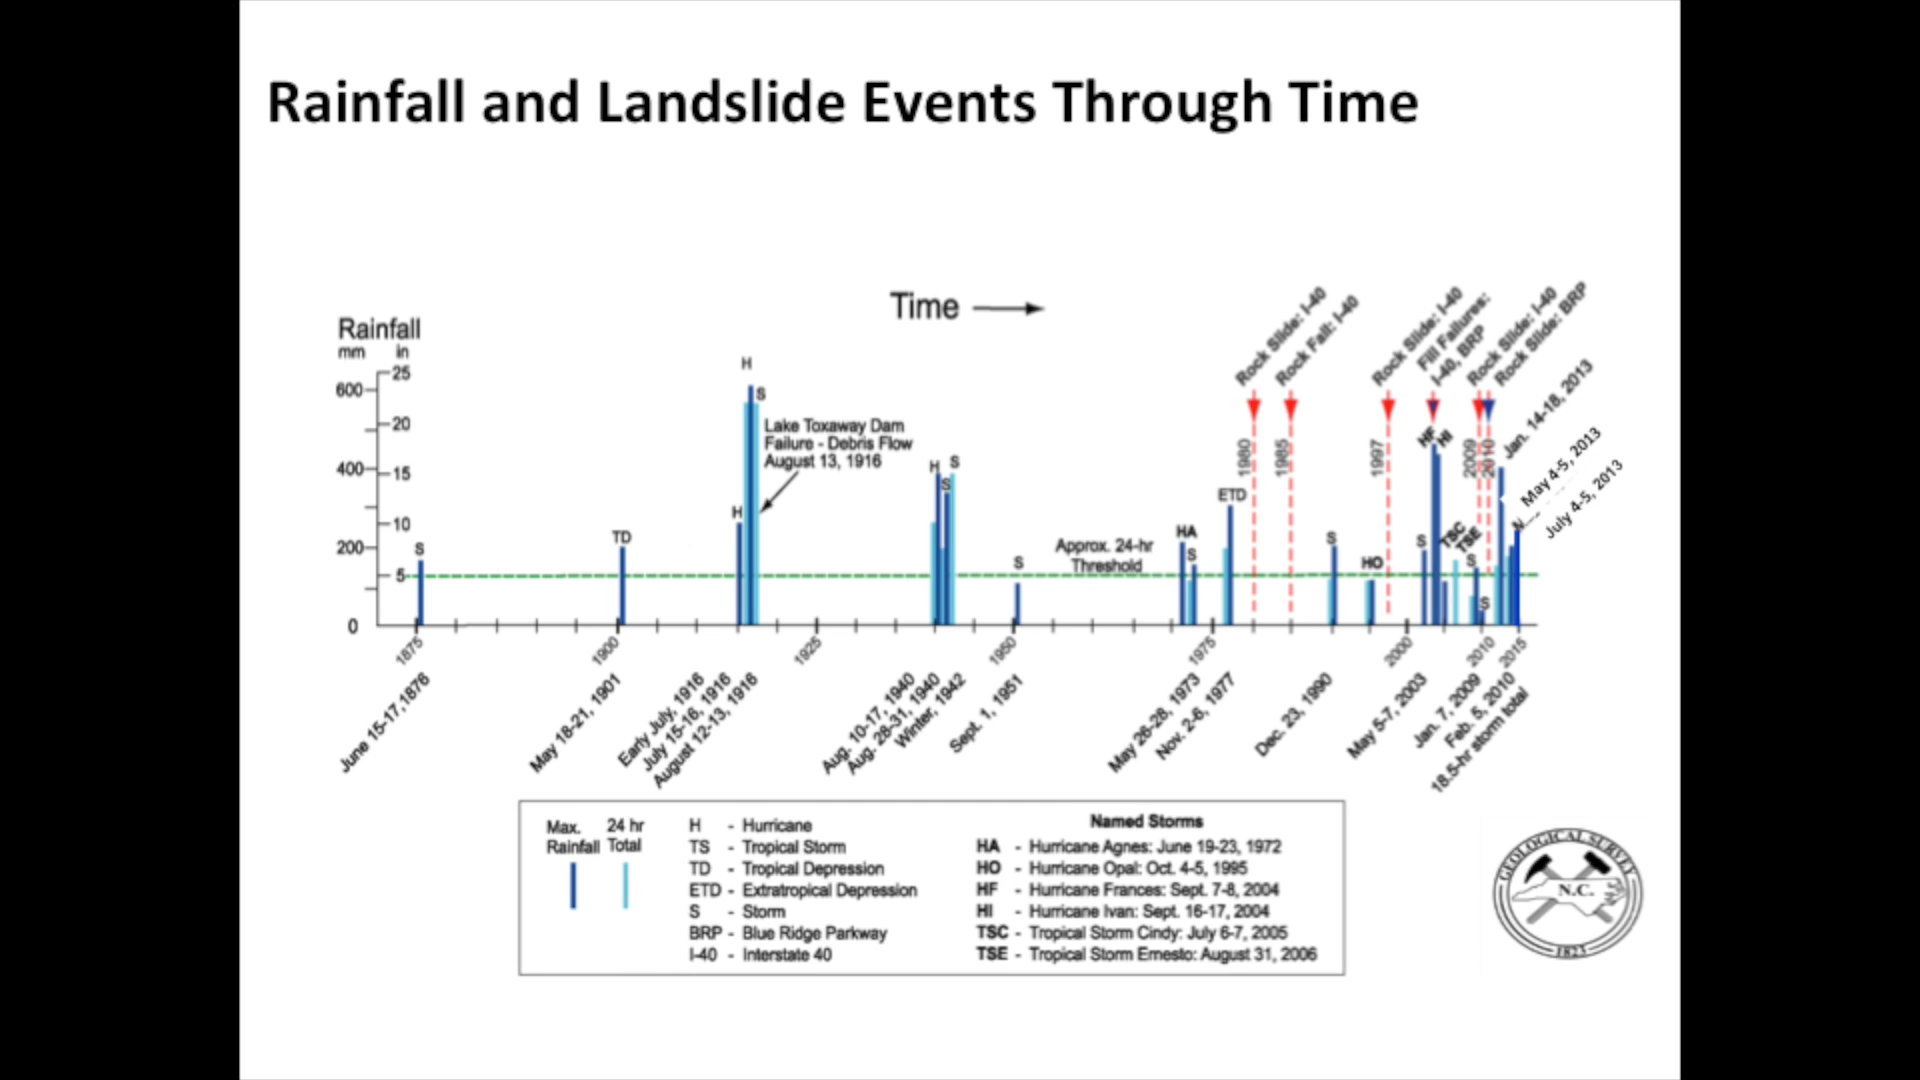 Rainfall and Landslide Events Through Time
Time
Rainfall
mm in
25
600
20
400
15
10
200
5
0
S
TD
H
H
S
Lake Toxaway Dam
Failure - Debris Flow
August 13, 1916
H
S
S
S
Approx. 24-hr
Threshold
HA
S
ETD
S
HO
S
HF
HI
TSC
TSE
S
S
N
Rock Slide: I-40
Rock Fall: I-40
Rock Slide: I-40
Fill Failures:
I-40, BRP
Rock Slide: I-40
Rock Slide: BRP
1980
1985
1997
2009
2010
Jan. 14-18, 2013
May 4-5, 2013
July 4-5, 2013
1875
1900
1925
1950
1975
2000
2010
2015
June 15-17, 1876
May 18-21, 1901
Early July, 1916
July 15-16, 1916
August 12-13, 1916
Aug. 10-17, 1940
Aug. 28-31, 1940
Winter, 1942
Sept. 1, 1951
May 26-28, 1973
Nov. 2-6, 1977
Dec. 23, 1990
May 5-7, 2003
Jan. 7, 2009
Feb. 5, 2010
18.5-hr storm total
Max.
Rainfall
24 hr
Total
H - Hurricane
TS - Tropical Storm
TD - Tropical Depression
ETD - Extratropical Depression
S - Storm
BRP - Blue Ridge Parkway
I-40 - Interstate 40
Named Storms
HA - Hurricane Agnes: June 19-23, 1972
HO - Hurricane Opal: Oct. 4-5, 1995
HF - Hurricane Frances: Sept. 7-8, 2004
HI - Hurricane Ivan: Sept. 16-17, 2004
TSC - Tropical Storm Cindy: July 6-7, 2005
TSE - Tropical Storm Ernesto: August 31, 2006
GEOLOGICAL SURVEY
N.C.
1823